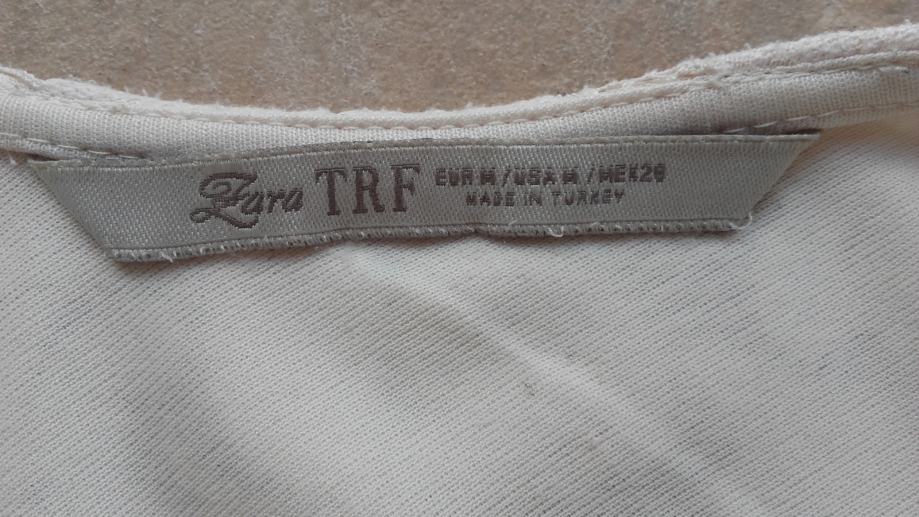 Zara TRF EUR M / USA M / MEX 28
MADE IN TURKEY